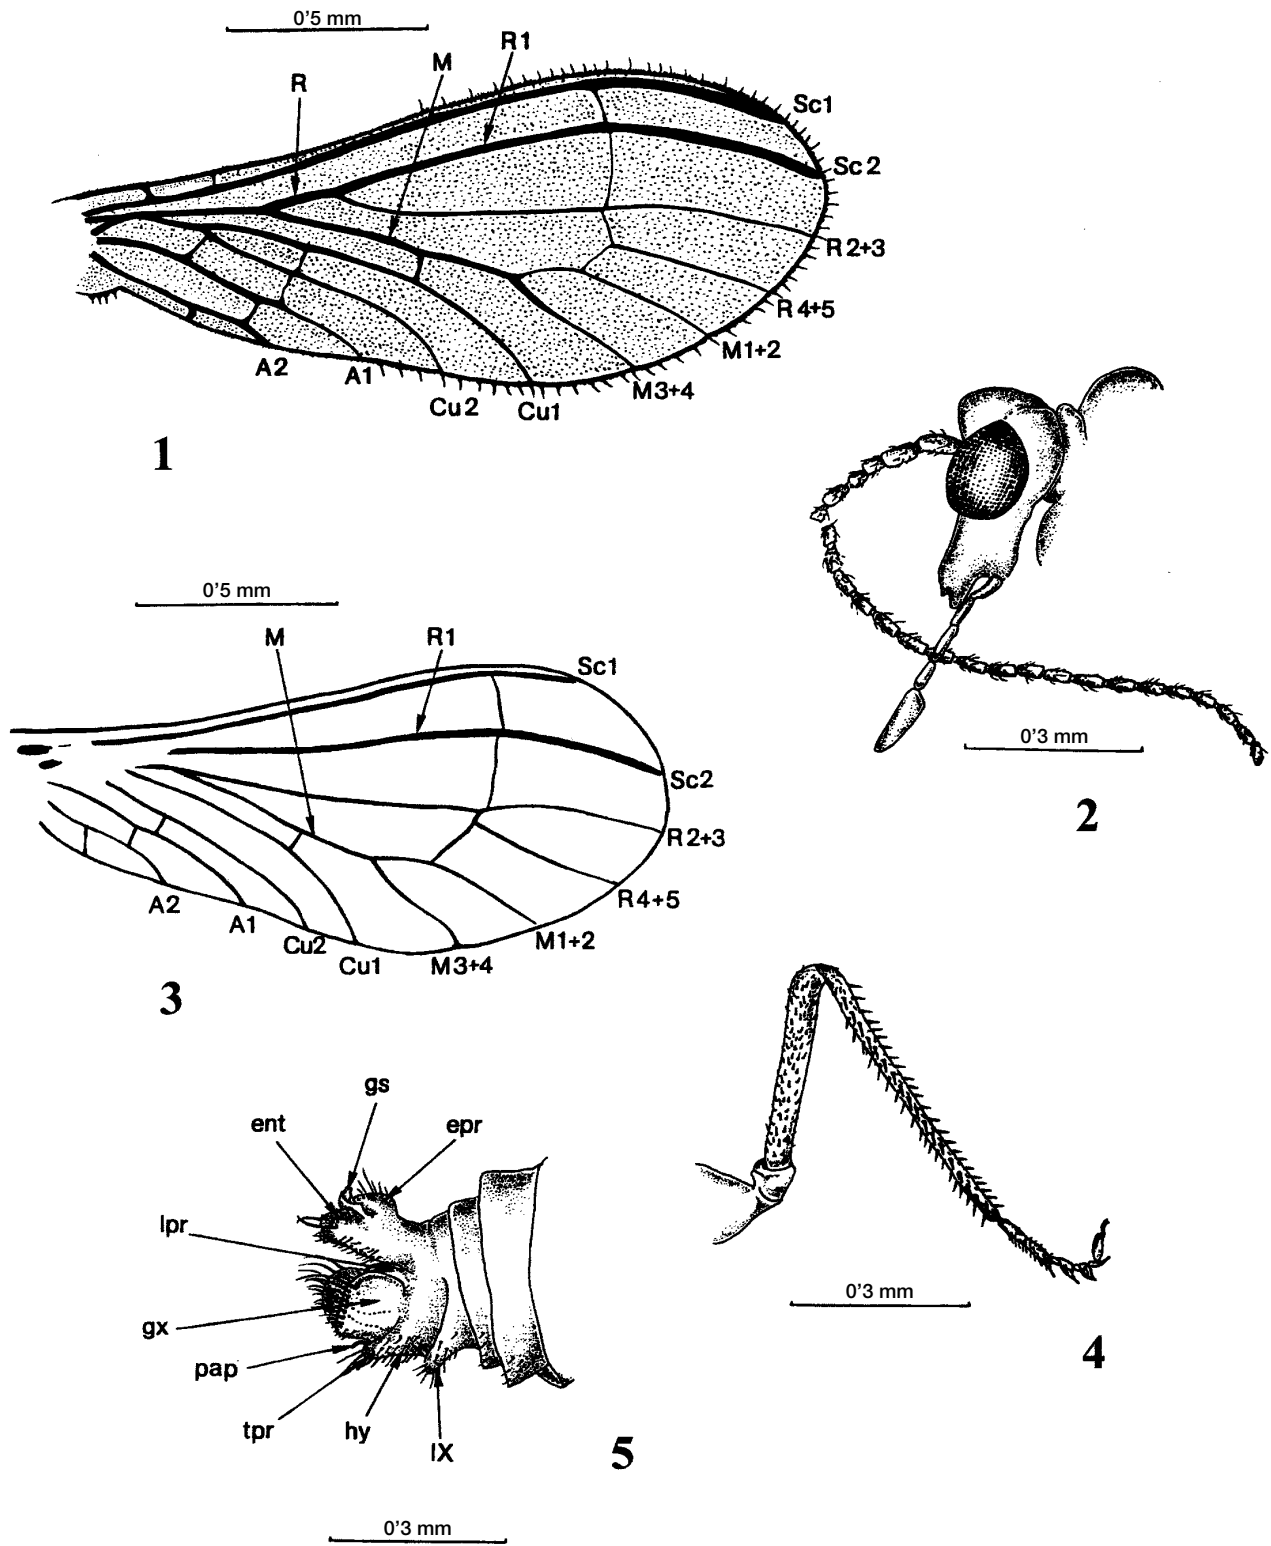 0'5 mm
R
M
R1
Sc1
Sc2
R2+3
R4+5
M1+2
M3+4
Cu1
Cu2
A1
A2
1
0'3 mm
2
0'5 mm
M
R1
Sc1
Sc2
R2+3
R4+5
M1+2
M3+4
Cu1
Cu2
A1
A2
3
0'3 mm
4
gs
ent
epr
lpr
gx
pap
tpr
hy
IX
5
0'3 mm